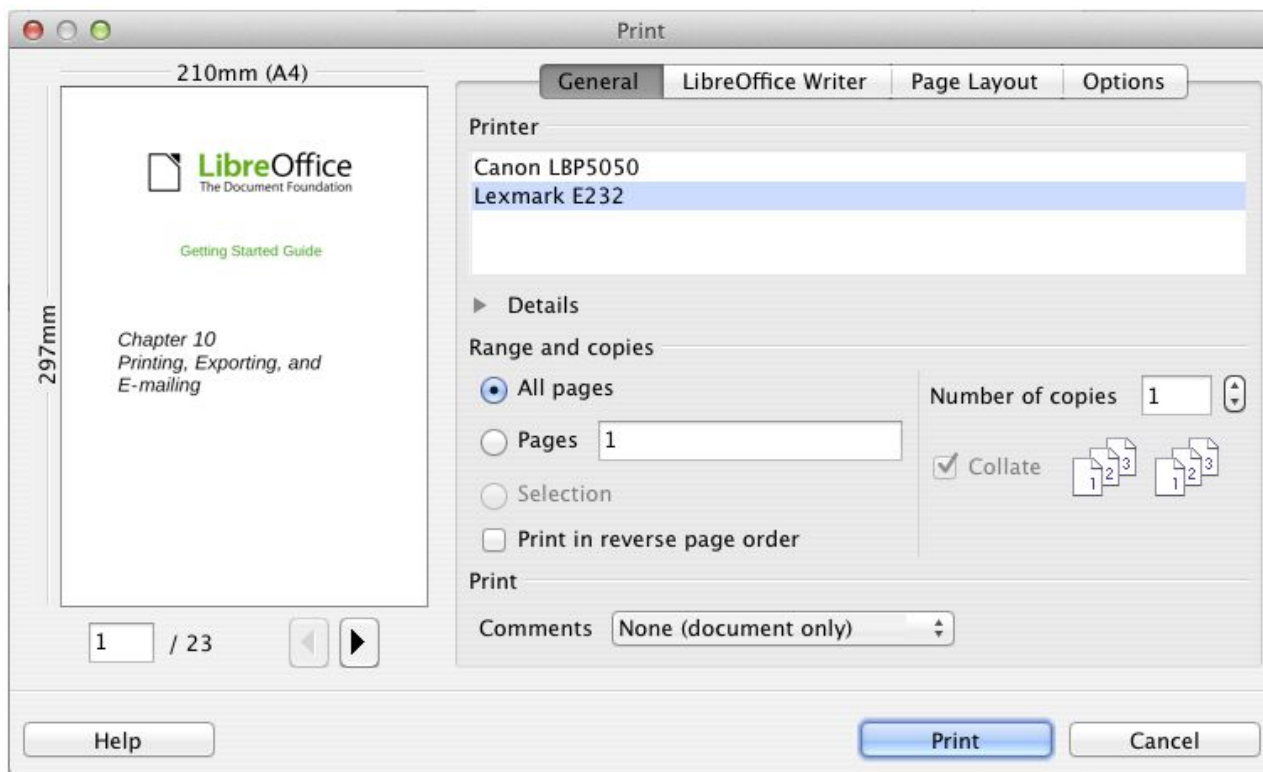 Print
210mm (A4)
297mm
LibreOffice
The Document Foundation
Getting Started Guide
Chapter 10
Printing, Exporting, and
E-mailing
1 / 23
General LibreOffice Writer Page Layout Options
Printer
Canon LBP5050
Lexmark E232
Details
Range and copies
All pages
Pages 1
Selection
Print in reverse page order
Number of copies 1
Collate
1 2 3 1 2 3
Print
Comments None (document only)
Help Print Cancel